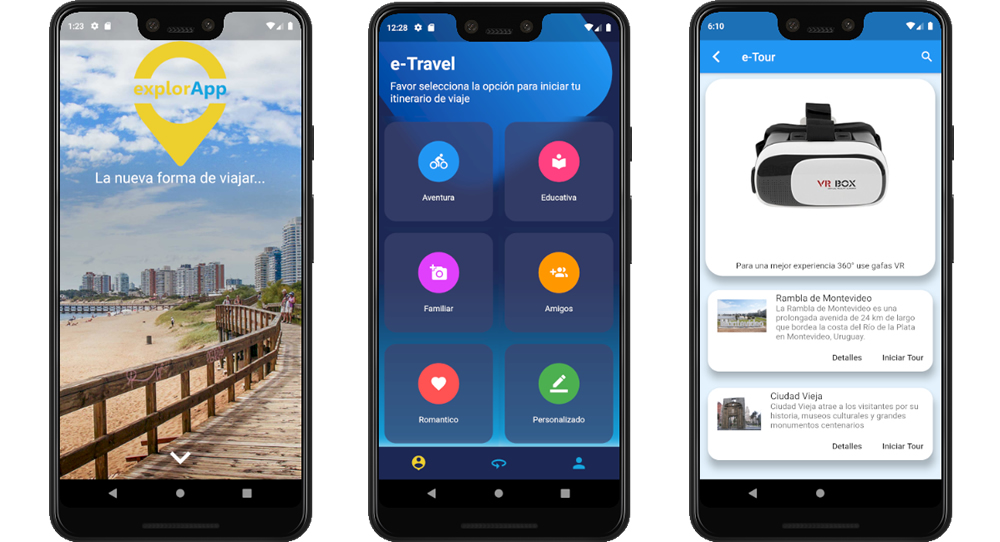 1:23
explorApp
La nueva forma de viajar...
12:28
e-Travel
Favor selecciona la opción para iniciar tu
itinerario de viaje
Aventura
Educativa
Familiar
Amigos
Romantico
Personalizado
6:10
e-Tour
VR BOX
Para una mejor experiencia 360° use gafas VR
Rambla de Montevideo
La Rambla de Montevideo es una
prolongada avenida de 24 km de largo
que bordea la costa del Río de la Plata
en Montevideo, Uruguay.
Detalles
Iniciar Tour
Ciudad Vieja
Ciudad Vieja atrae a los visitantes por su
historia, museos culturales y grandes
monumentos centenarios
Detalles
Iniciar Tour